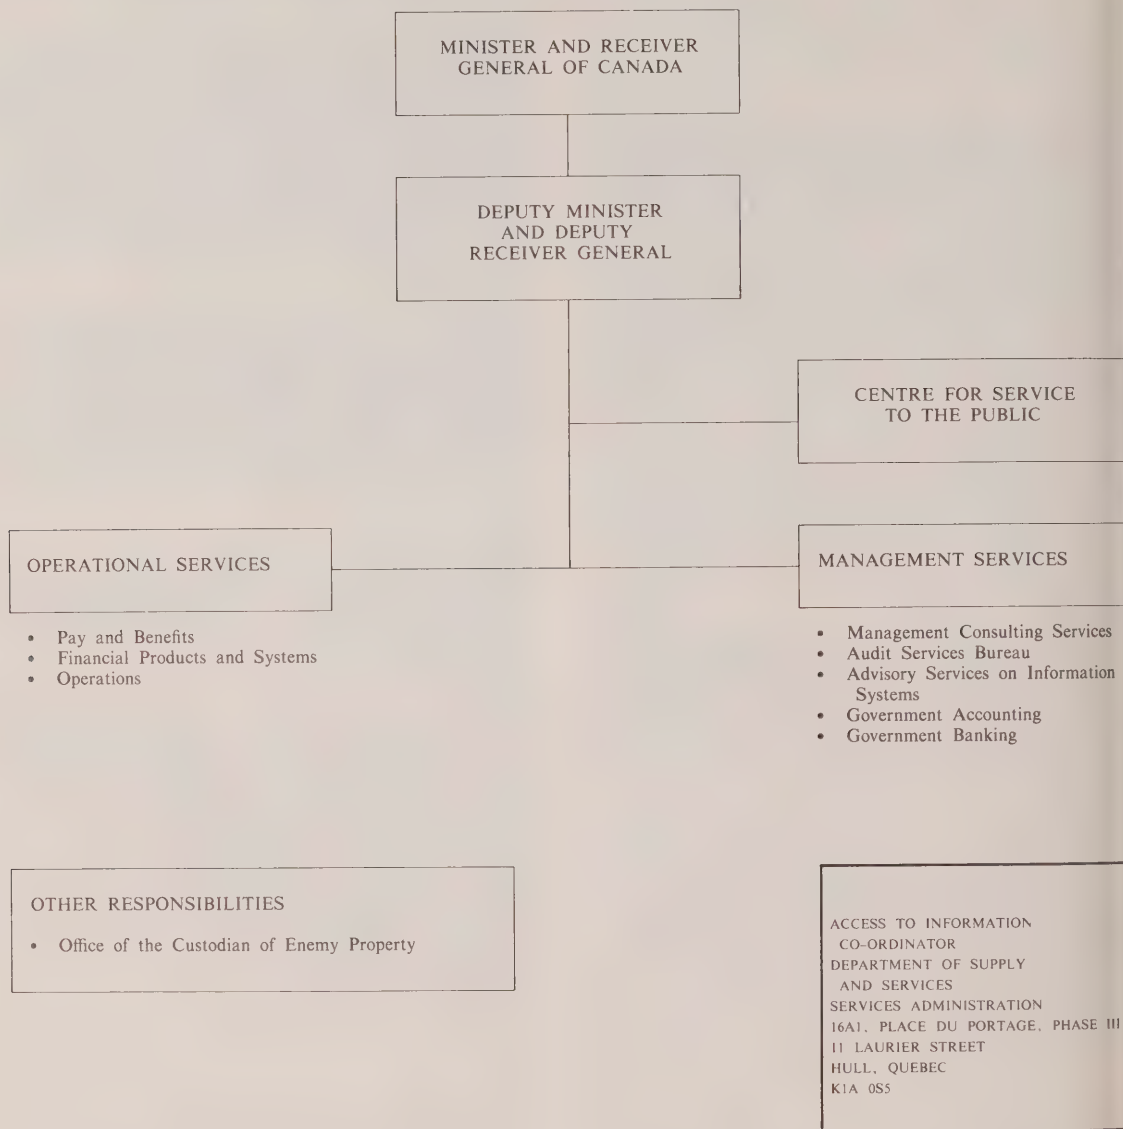 MINISTER AND RECEIVER
GENERAL OF CANADA
DEPUTY MINISTER
AND DEPUTY
RECEIVER GENERAL
CENTRE FOR SERVICE
TO THE PUBLIC
OPERATIONAL SERVICES
• Pay and Benefits
• Financial Products and Systems
• Operations
MANAGEMENT SERVICES
• Management Consulting Services
• Audit Services Bureau
• Advisory Services on Information
Systems
• Government Accounting
• Government Banking
OTHER RESPONSIBILITIES
• Office of the Custodian of Enemy Property
ACCESS TO INFORMATION
CO-ORDINATOR
DEPARTMENT OF SUPPLY
AND SERVICES
SERVICES ADMINISTRATION
16A1, PLACE DU PORTAGE, PHASE III
11 LAURIER STREET
HULL, QUEBEC
K1A 0S5